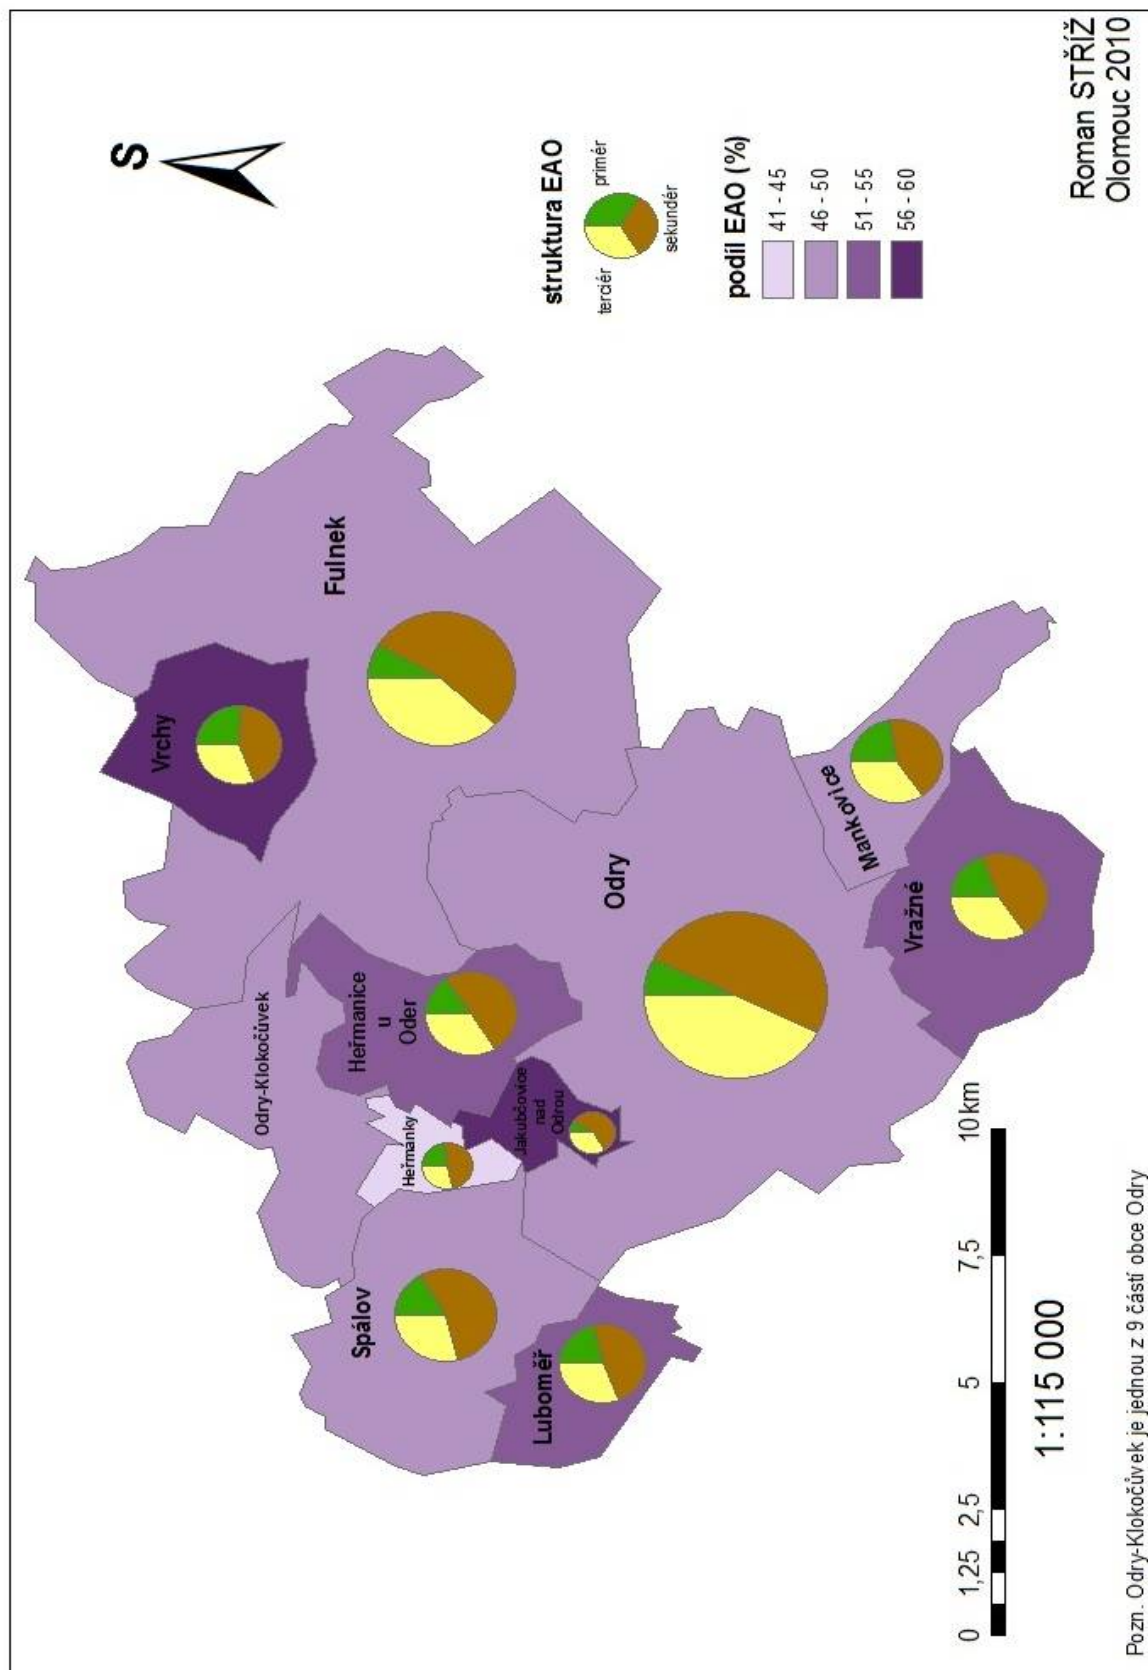 S
struktura EAO
terciér
primér
sekundér
podíl EAO (%)
41 - 45
46 - 50
51 - 55
56 - 60
Vrchy
Fulnek
Odry-Klokočůvek
Heřmanice
u
Oder
Heřmánky
Jakubčovice
nad
Odrou
Spálov
Luboměř
Odry
Mankovice
Vražné
0 1,25 2,5 5 7,5 10 km
1:115 000
Roman STŘÍŽ
Olomouc 2010
Pozn. Odry-Klokočůvek je jednou z 9 částí obce Odry